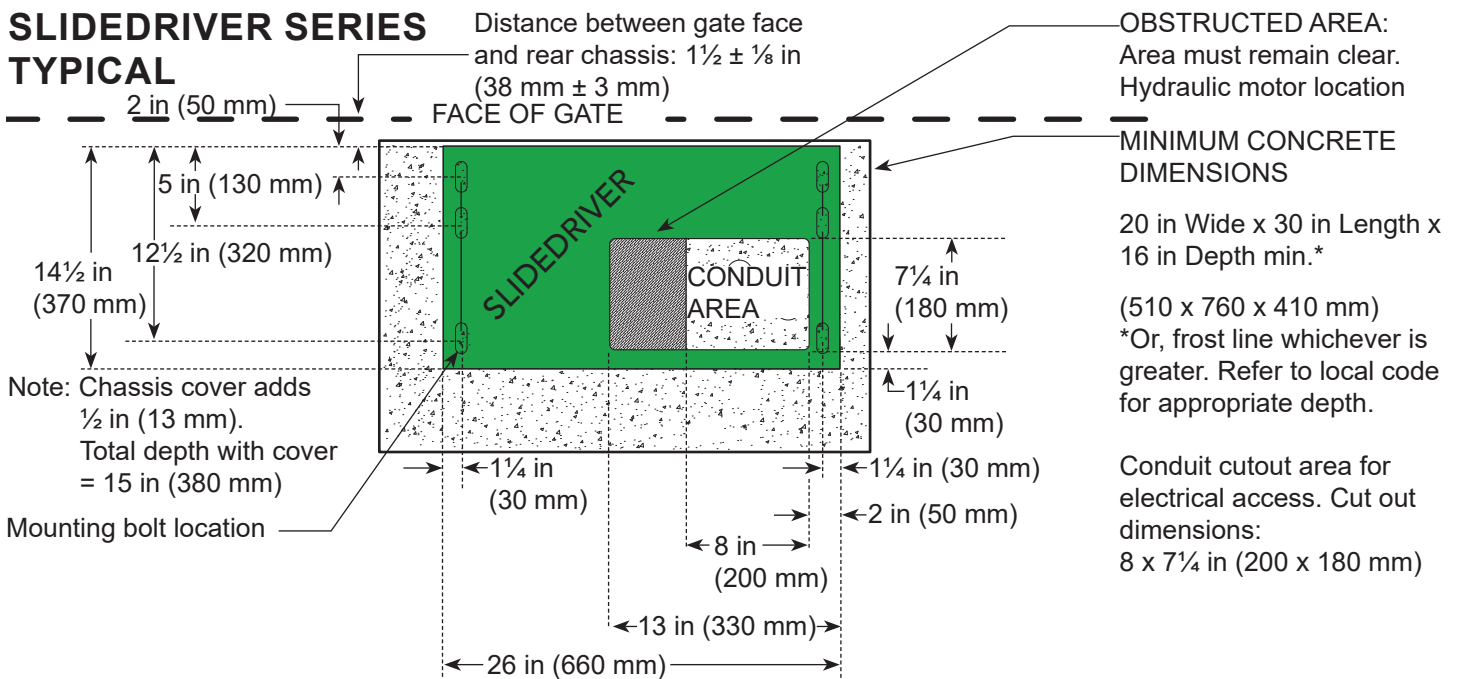 SLIDEDRIVER SERIES
TYPICAL
Distance between gate face
and rear chassis: 1½ ± ⅛ in
(38 mm ± 3 mm)
OBSTRUCTED AREA:
Area must remain clear.
Hydraulic motor location
2 in (50 mm)
FACE OF GATE
MINIMUM CONCRETE
DIMENSIONS
20 in Wide x 30 in Length x
16 in Depth min.*
(510 x 760 x 410 mm)
*Or, frost line whichever is
greater. Refer to local code
for appropriate depth.
Conduit cutout area for
electrical access. Cut out
dimensions:
8 x 7¼ in (200 x 180 mm)
5 in (130 mm)
12½ in (320 mm)
14½ in
(370 mm)
SLIDEDRIVER
CONDUIT
AREA
7¼ in
(180 mm)
1¼ in
(30 mm)
Note: Chassis cover adds
½ in (13 mm).
Total depth with cover
= 15 in (380 mm)
Mounting bolt location
1¼ in
(30 mm)
1¼ in (30 mm)
2 in (50 mm)
8 in
(200 mm)
13 in (330 mm)
26 in (660 mm)